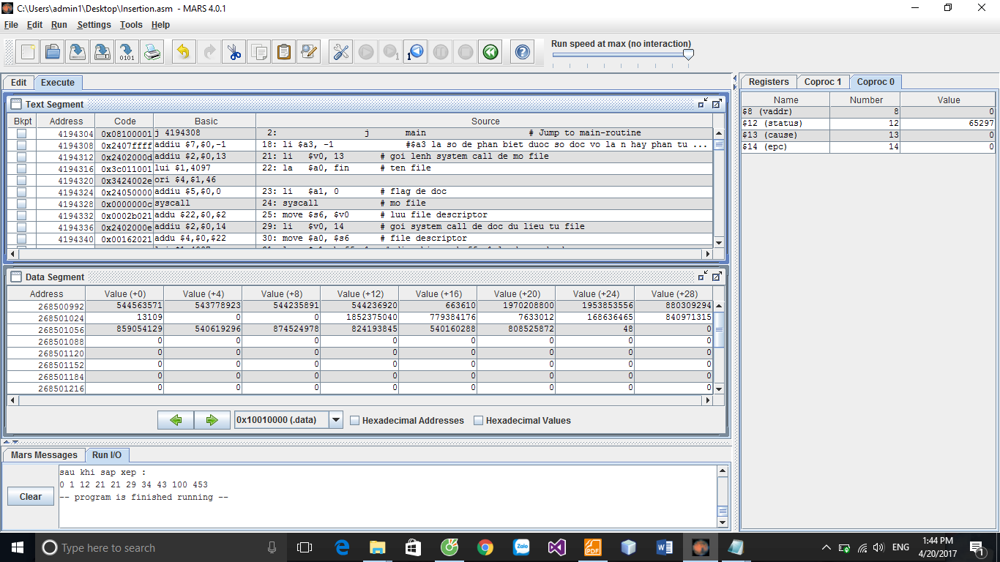 C:\Users\admin1\Desktop\Insertion.asm - MARS 4.0.1
File Edit Run Settings Tools Help
Run speed at max (no interaction)
Edit Execute
Text Segment
Bkpt Address Code Basic Source
4194304 0x08100001 j 4194308 2: j main # Jump to main-routine
4194308 0x2407ffff addiu $7,$0,-1 18: li $a3, -1 #$a3 la so de phan biet duoc so doc vo la n hay phan tu ...
4194312 0x2402000d addiu $2,$0,13 21: li $v0, 13 # goi lenh system call de mo file
4194316 0x3c011001 lui $1,4097 22: la $a0, fin # ten file
4194320 0x3424002e ori $4,$1,46
4194324 0x24050000 addiu $5,$0,0 23: li $a1, 0 # flag de doc
4194328 0x0000000c syscall 24: syscall # mo file
4194332 0x0002b021 addu $22,$0,$2 25: move $s6, $v0 # luu file descriptor
4194336 0x2402000e addiu $2,$0,14 29: li $v0, 14 # goi system call de doc du lieu tu file
4194340 0x00162021 addu $4,$0,$22 30: move $a0, $s6 # file descriptor
Data Segment
Address Value (+0) Value (+4) Value (+8) Value (+12) Value (+16) Value (+20) Value (+24) Value (+28)
268500992 544563571 543778923 544235891 544236920 663610 1970208800 1953853556 880309294
268501024 13109 0 0 1852375040 779384176 7633012 168636465 840971315
268501056 859054129 540619296 874524978 824193845 540160288 808525872 48 0
268501088 0 0 0 0 0 0 0 0
268501120 0 0 0 0 0 0 0 0
268501152 0 0 0 0 0 0 0 0
268501184 0 0 0 0 0 0 0 0
268501216 0 0 0 0 0 0 0 0
0x10010000 (.data) Hexadecimal Addresses Hexadecimal Values
Mars Messages Run I/O
sau khi sap xep :
0 1 12 21 21 29 34 43 100 453
-- program is finished running --
Clear
Registers Coproc 1 Coproc 0
Name Number Value
$8 (vaddr) 8 0
$12 (status) 12 65297
$13 (cause) 13 0
$14 (epc) 14 0
Type here to search
Zalo
PDF
ENG
1:44 PM
4/20/2017
1